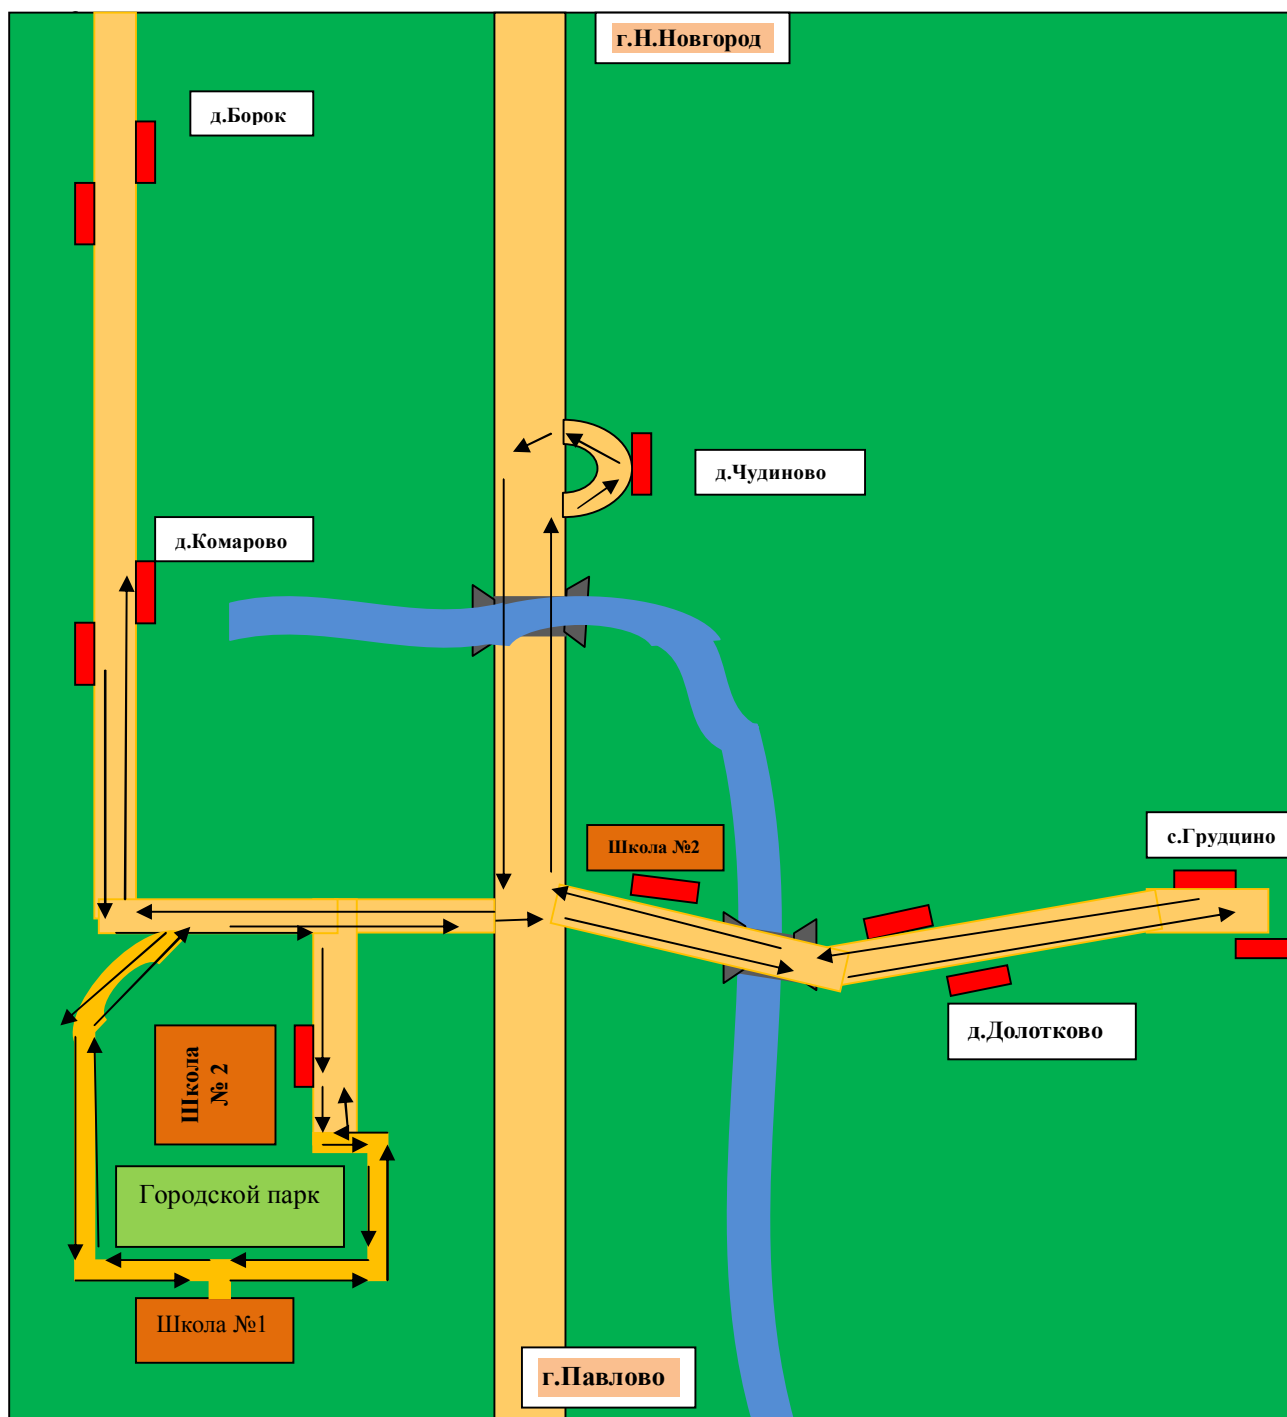 г.Н.Новгород
д.Борок
д.Чудиново
д.Комарово
с.Грудцино
Школа №2
д.Долотково
Школа
№ 2
Городской парк
Школа №1
г.Павлово